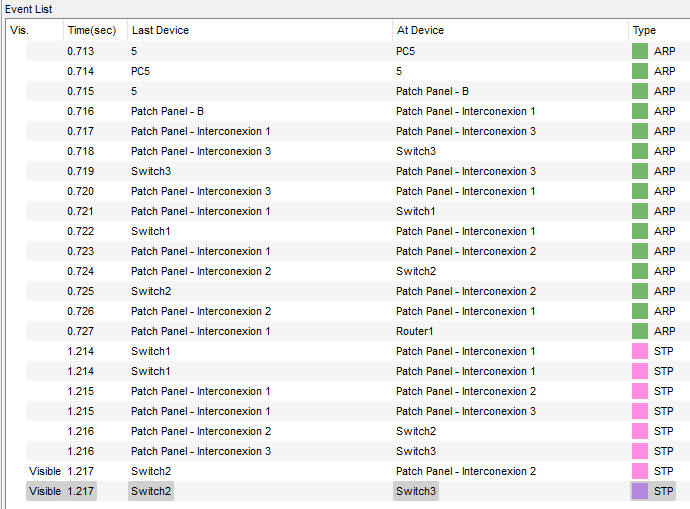 Event List
Vis. Time(sec) Last Device At Device Type
0.713 5 PC5 ARP
0.714 PC5 5 ARP
0.715 5 Patch Panel - B ARP
0.716 Patch Panel - B Patch Panel - Interconexion 1 ARP
0.717 Patch Panel - Interconexion 1 Patch Panel - Interconexion 3 ARP
0.718 Patch Panel - Interconexion 3 Switch3 ARP
0.719 Switch3 Patch Panel - Interconexion 3 ARP
0.720 Patch Panel - Interconexion 3 Patch Panel - Interconexion 1 ARP
0.721 Patch Panel - Interconexion 1 Switch1 ARP
0.722 Switch1 Patch Panel - Interconexion 1 ARP
0.723 Patch Panel - Interconexion 1 Patch Panel - Interconexion 2 ARP
0.724 Patch Panel - Interconexion 2 Switch2 ARP
0.725 Switch2 Patch Panel - Interconexion 2 ARP
0.726 Patch Panel - Interconexion 2 Patch Panel - Interconexion 1 ARP
0.727 Patch Panel - Interconexion 1 Router1 ARP
1.214 Switch1 Patch Panel - Interconexion 1 STP
1.214 Switch1 Patch Panel - Interconexion 1 STP
1.215 Patch Panel - Interconexion 1 Patch Panel - Interconexion 2 STP
1.215 Patch Panel - Interconexion 1 Patch Panel - Interconexion 3 STP
1.216 Patch Panel - Interconexion 2 Switch2 STP
1.216 Patch Panel - Interconexion 3 Switch3 STP
Visible 1.217 Switch2 Patch Panel - Interconexion 2 STP
Visible 1.217 Switch2 Switch3 STP